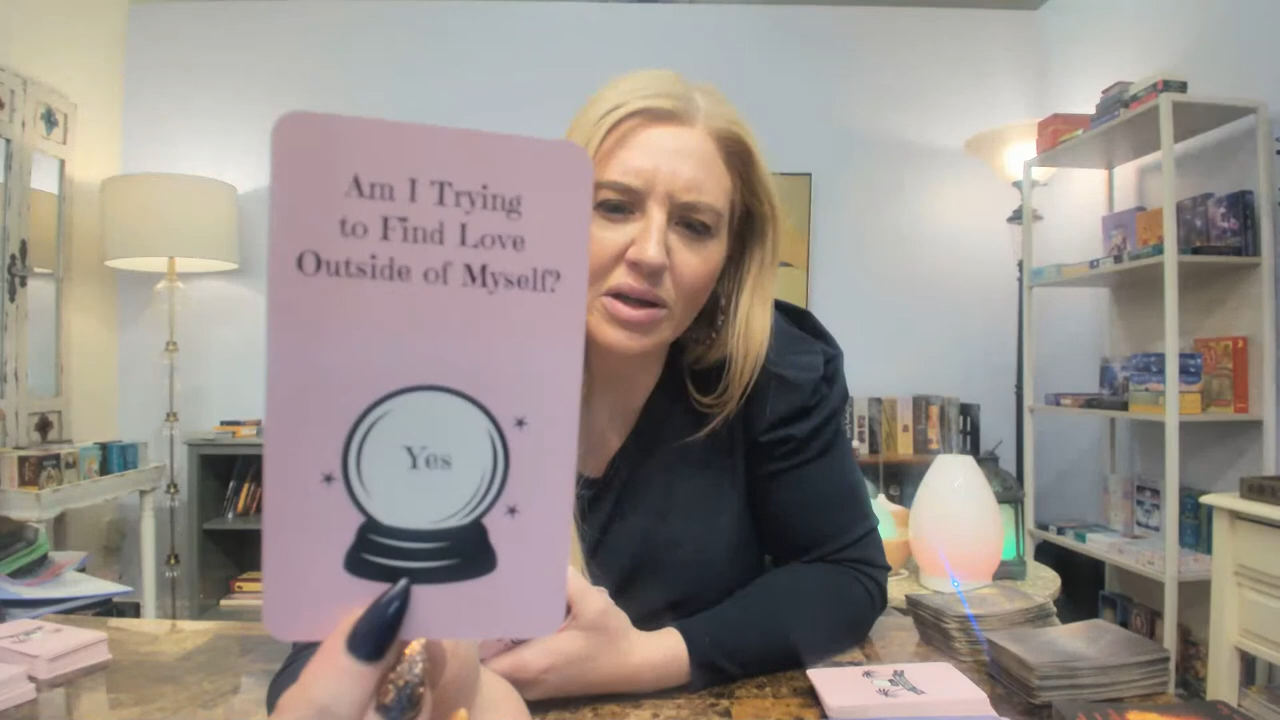 Am I Trying
to Find Love
Outside of Myself?
Yes